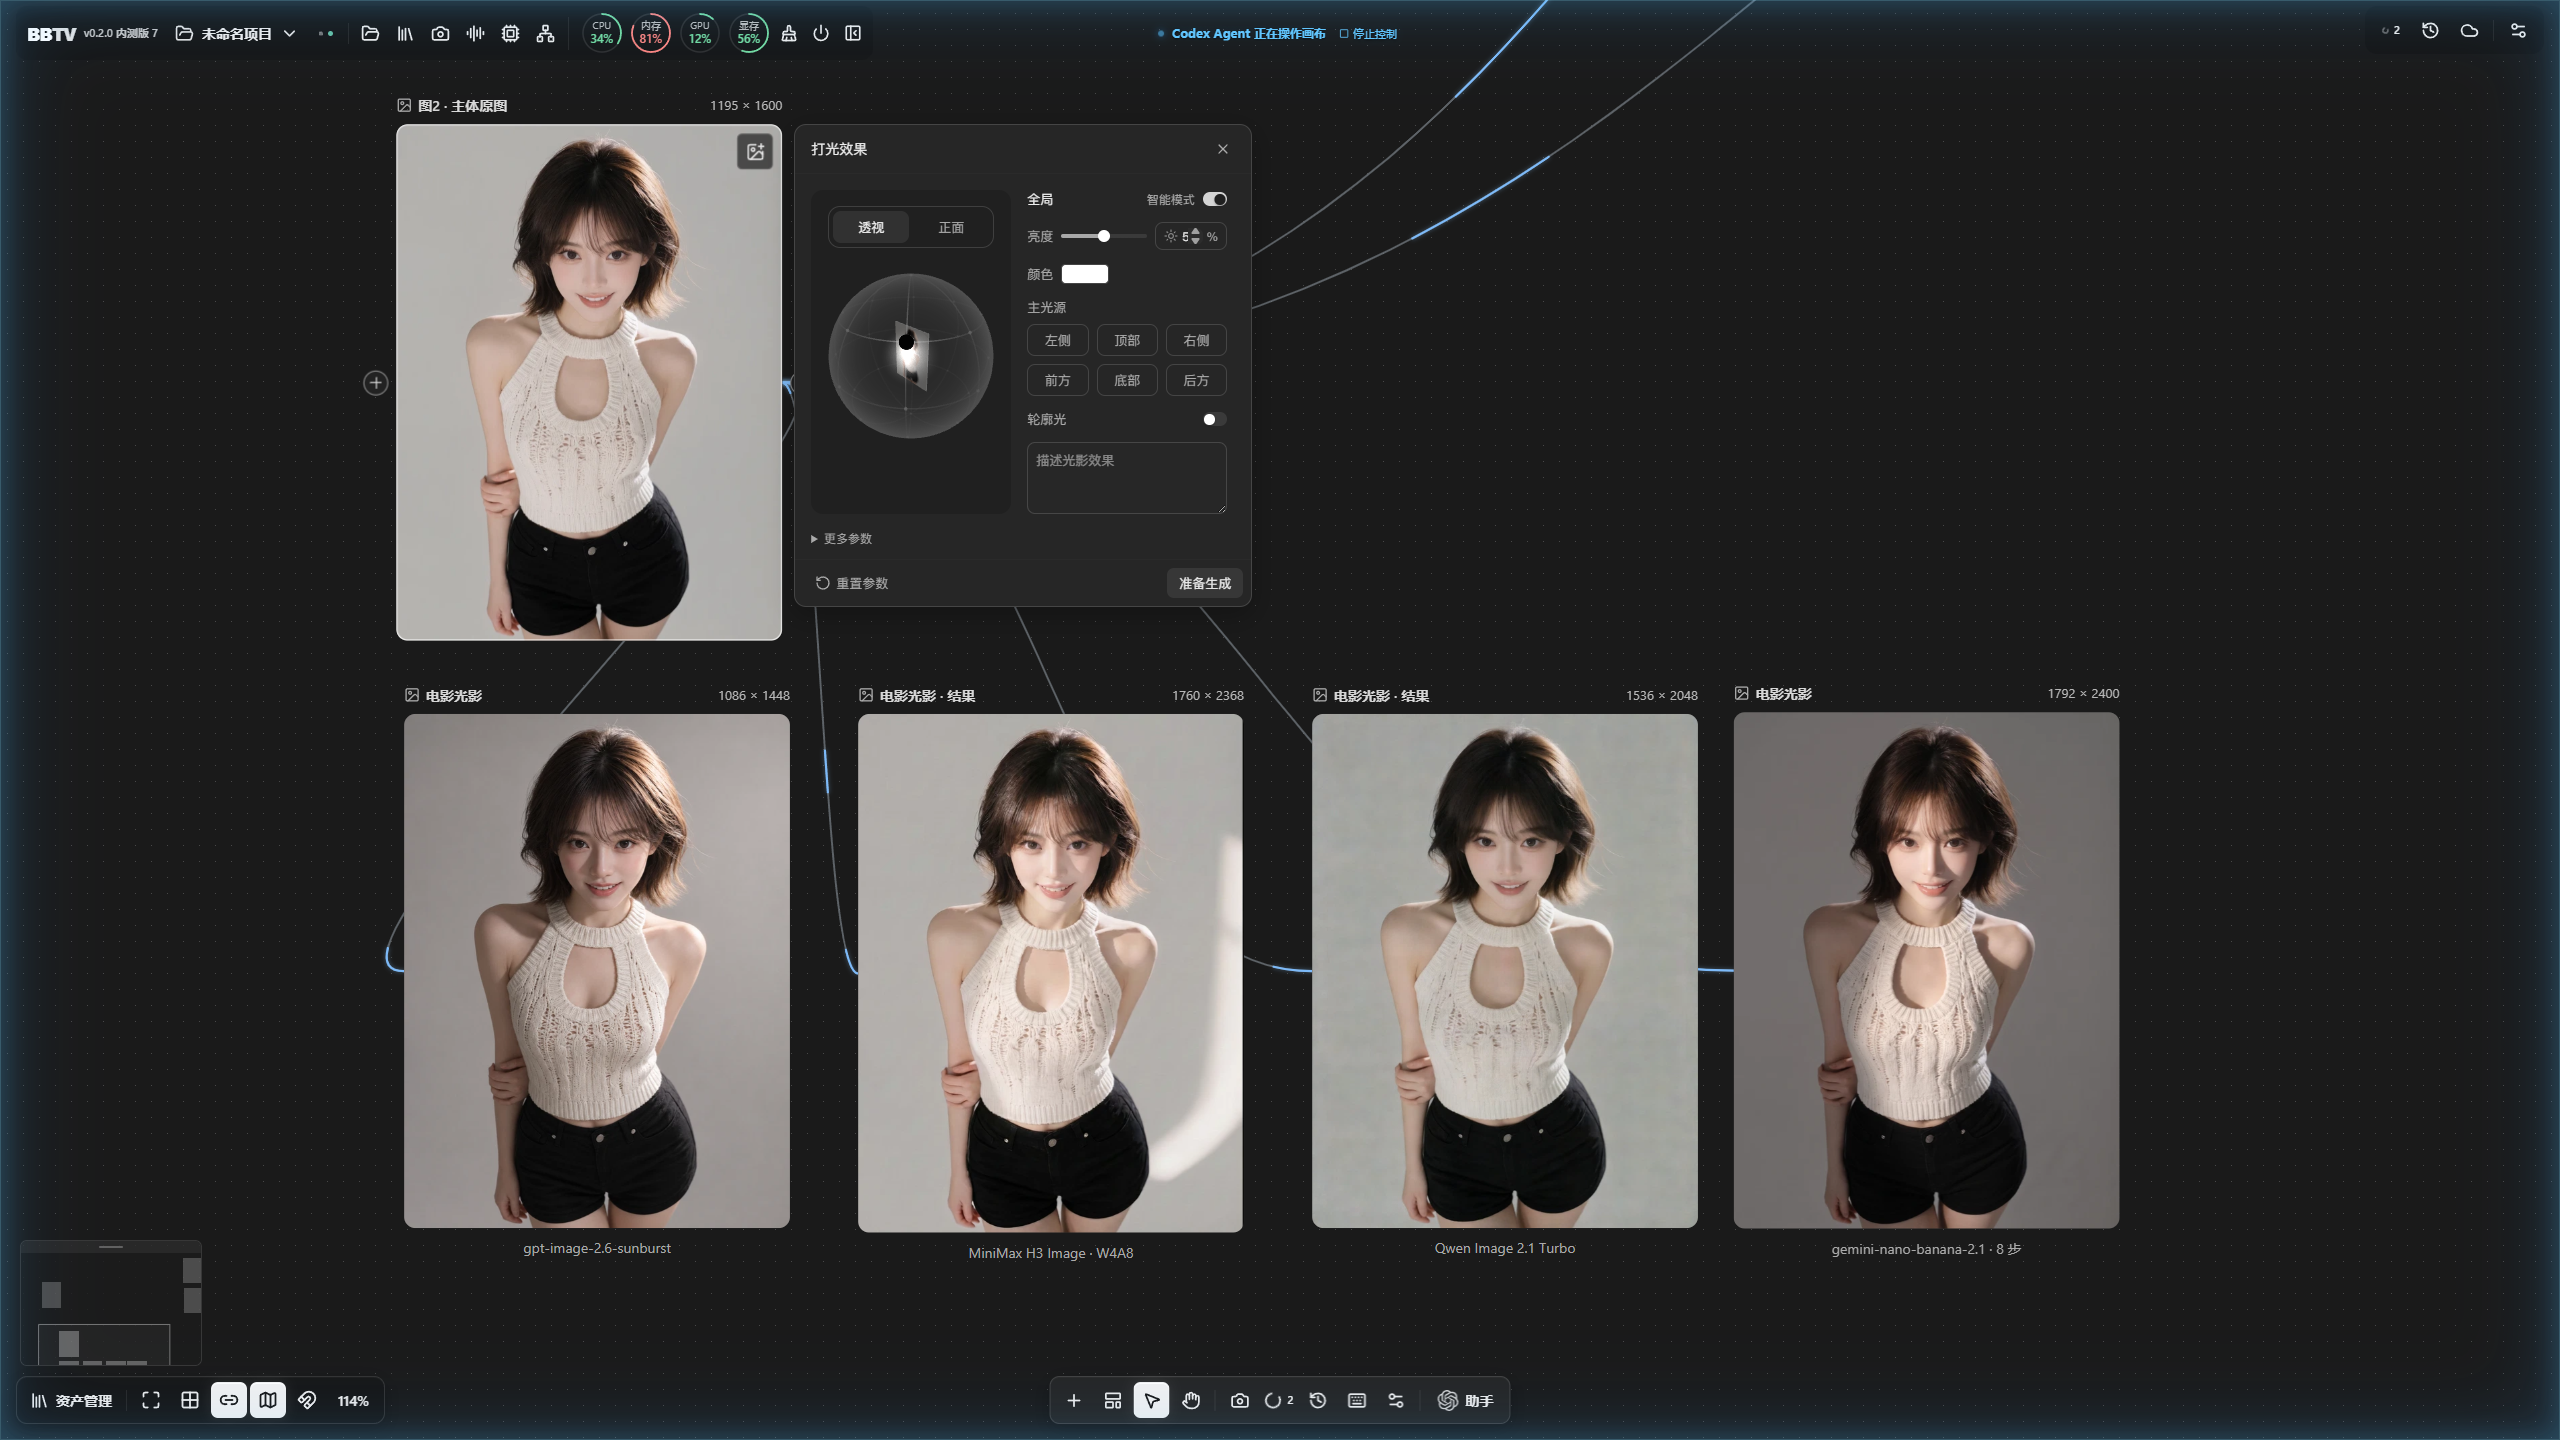 BBTV v0.2.0 内测版 7 未命名项目
CPU 34% 内存 81% GPU 12% 显存 56%
Codex Agent 正在操作画布 停止控制
2
图2 · 主体原图 1195 × 1600
打光效果
透视 正面
全局 智能模式
亮度 5 %
颜色
主光源
左侧 顶部 右侧
前方 底部 后方
轮廓光
描述光影效果
更多参数
重置参数 准备生成
电影光影 1086 × 1448
电影光影 · 结果 1760 × 2368
电影光影 · 结果 1536 × 2048
电影光影 1792 × 2400
gpt-image-2.6-sunburst
MiniMax H3 Image · W4A8
Qwen Image 2.1 Turbo
gemini-nano-banana-2.1 · 8 步
资产管理 114%
2 助手